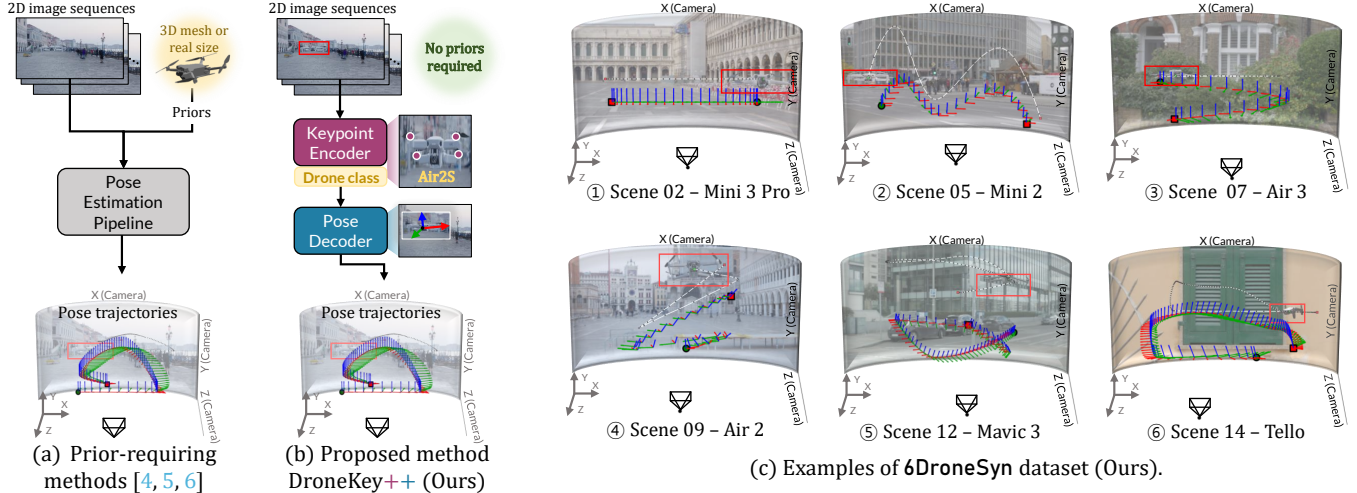 2D image sequences
3D mesh or
real size
Priors
Pose
Estimation
Pipeline
X (Camera)
Pose trajectories
Y (Camera)
Z (Camera)
Y
X
Z
(a) Prior-requiring
methods [4, 5, 6]
2D image sequences
No priors
required
Keypoint
Encoder
Drone class
Air2S
Pose
Decoder
X (Camera)
Pose trajectories
Y (Camera)
Z (Camera)
Y
X
Z
(b) Proposed method
DroneKey++ (Ours)
X (Camera)
Y (Camera)
Z (Camera)
Y
X
Z
① Scene 02 – Mini 3 Pro
X (Camera)
Y (Camera)
Z (Camera)
Y
X
Z
② Scene 05 – Mini 2
X (Camera)
Y (Camera)
Z (Camera)
Y
X
Z
③ Scene 07 – Air 3
X (Camera)
Y (Camera)
Z (Camera)
Y
X
Z
④ Scene 09 – Air 2
X (Camera)
Y (Camera)
Z (Camera)
Y
X
Z
⑤ Scene 12 – Mavic 3
X (Camera)
Y (Camera)
Z (Camera)
Y
X
Z
⑥ Scene 14 – Tello
(c) Examples of 6DroneSyn dataset (Ours).